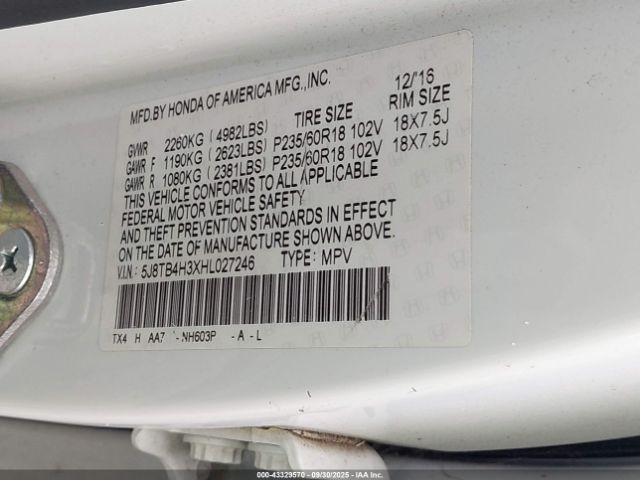 MFD.BY HONDA OF AMERICA MFG.,INC. 12/'16
TIRE SIZE RIM SIZE
GVWR 2260KG (4982LBS)
GAWR F 1190KG (2623LBS) P235/60R18 102V 18X7.5J
GAWR R 1080KG (2381LBS) P235/60R18 102V 18X7.5J
THIS VEHICLE CONFORMS TO ALL APPLICABLE
FEDERAL MOTOR VEHICLE SAFETY
AND THEFT PREVENTION STANDARDS IN EFFECT
ON THE DATE OF MANUFACTURE SHOWN ABOVE.
V.I.N: 5J8TB4H3XHL027246 TYPE: MPV
TX4 H AA7 - NH603P - A - L
000-43329570 - 09/30/2025 - IAA Inc.